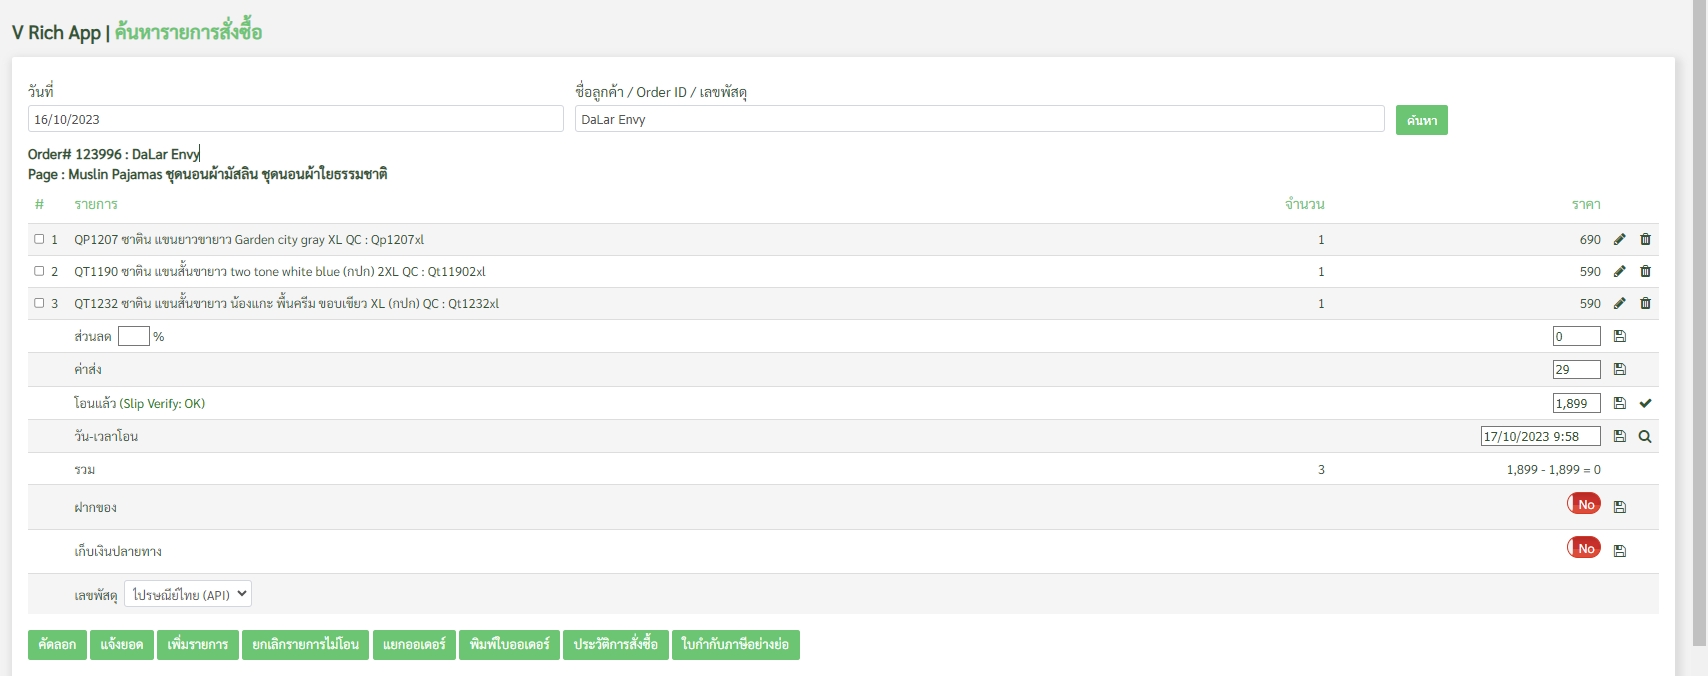 V Rich App | ค้นหารายการสั่งซื้อ
วันที่ ชื่อลูกค้า / Order ID / เลขพัสดุ
16/10/2023 DaLar Envy ค้นหา
Order# 123996 : DaLar Envy
Page : Muslin Pajamas ชุดนอนผ้ามัสลิน ชุดนอนผ้าใยธรรมชาติ
# รายการ จำนวน ราคา
1 QP1207 ซาติน แขนยาวขายาว Garden city gray XL QC : Qp1207xl 1 690
2 QT1190 ซาติน แขนสั้นขายาว two tone white blue (กปก) 2XL QC : Qt11902xl 1 590
3 QT1232 ซาติน แขนสั้นขายาว น้องแกะ พื้นครีม ขอบเขียว XL (กปก) QC : Qt1232xl 1 590
ส่วนลด % 0
ค่าส่ง 29
โอนแล้ว (Slip Verify: OK) 1,899
วัน-เวลาโอน 17/10/2023 9:58
รวม 3 1,899 - 1,899 = 0
ฝากของ No
เก็บเงินปลายทาง No
เลขพัสดุ ไปรษณีย์ไทย (API)
คัดลอก แจ้งยอด เพิ่มรายการ ยกเลิกรายการไม่โอน แยกออเดอร์ พิมพ์ใบออเดอร์ ประวัติการสั่งซื้อ ใบกำกับภาษีอย่างย่อ